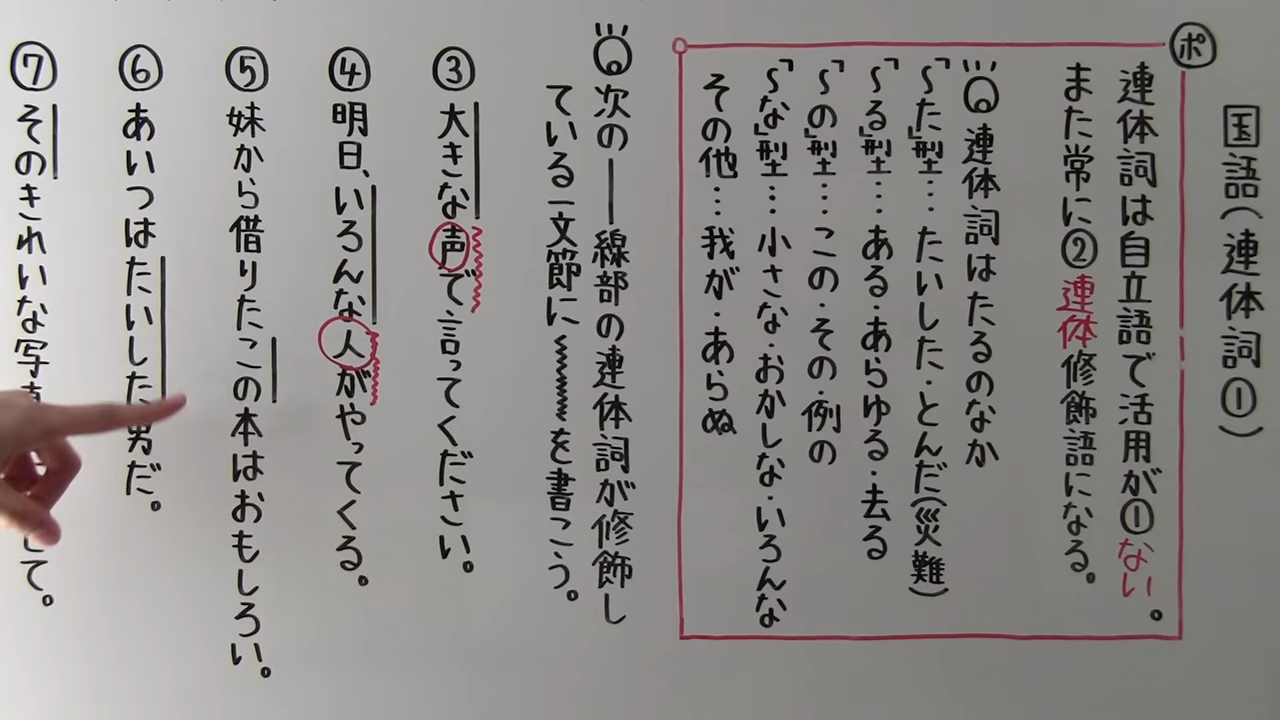 国語(連体詞①)
ポ
連体詞は自立語で活用が①ない。
また常に②連体修飾語になる。
連体詞はたるのなか
「〜た」型…たいした・とんだ(災難)
「〜る」型…ある・あらゆる・去る
「〜の」型…この・その・例の
「〜な」型…小さな・おかしな・いろんな
その他…我が・あらぬ
次の――線部の連体詞が修飾し
ている一文節に〰〰を書こう。
③大きな声で言ってください。
④明日、いろんな人がやってくる。
⑤妹から借りたこの本はおもしろい。
⑥あいつはたいした男だ。
⑦そのきれいな写 して。